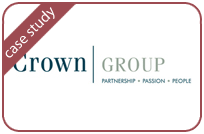 case study
Crown GROUP
PARTNERSHIP • PASSION • PEOPLE